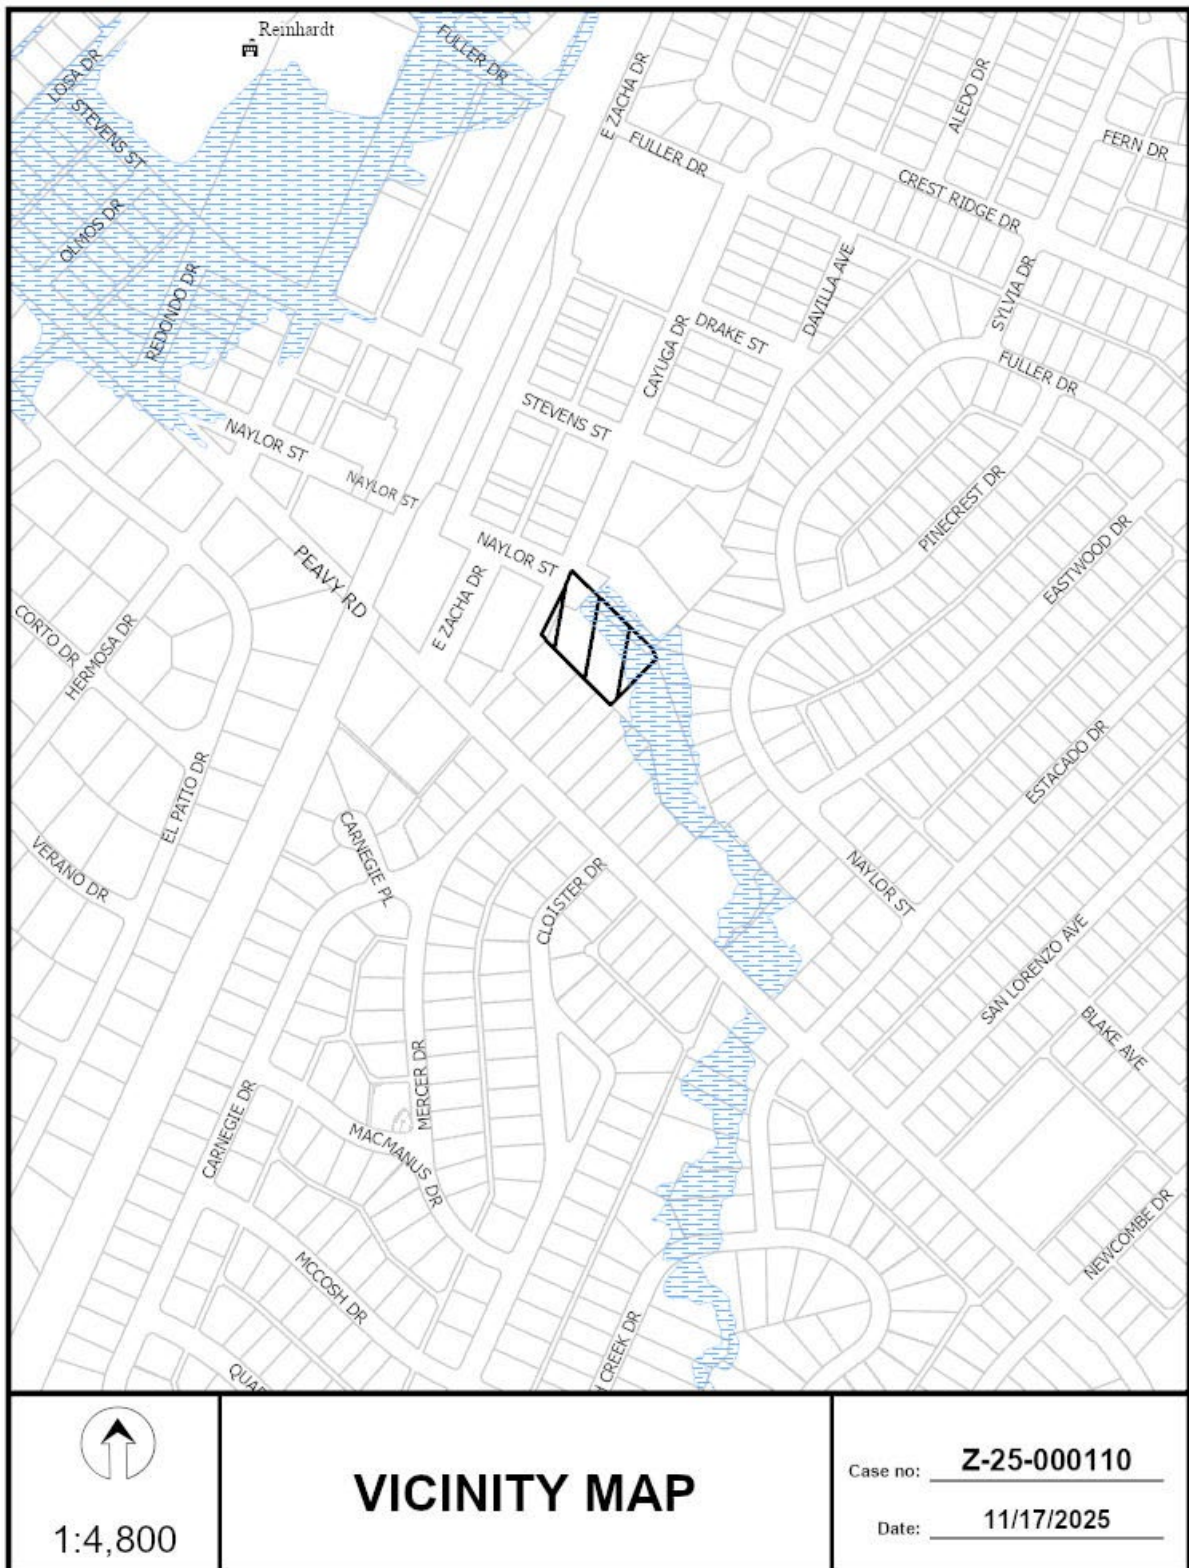 Reinhardt
FULLER DR
LOSA DR
STEVENS ST
E ZACHA DR
ALEDO DR
FERN DR
FULLER DR
CREST RIDGE DR
OLMOS DR
REDONDO DR
DAVILLA AVE
SYLVIA DR
DRAKE ST
CAYUGA DR
FULLER DR
STEVENS ST
NAYLOR ST
NAYLOR ST
PINECREST DR
EASTWOOD DR
NAYLOR ST
PEAVY RD
E ZACHA DR
CORTO DR
HERMOSA DR
ESTACADO DR
EL PATIO DR
CARNEGIE PL
VERANO DR
CLOISTER DR
NAYLOR ST
SAN LORENZO AVE
BLAKE AVE
MERCER DR
CARNEGIE DR
MAC MANUS DR
NEWCOMBE DR
MCCOSH DR
H CREEK DR
QUA
1:4,800
VICINITY MAP
Case no: Z-25-000110
Date: 11/17/2025